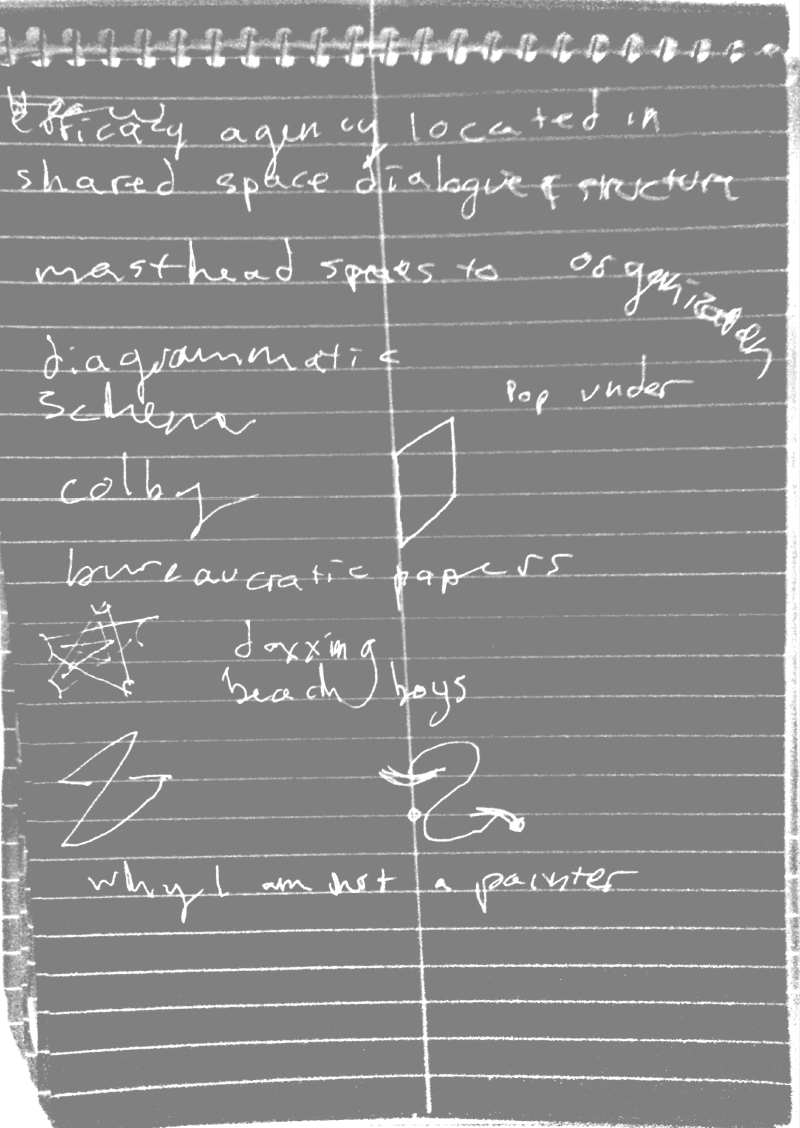 efficacy agency located in
shared space dialogue & structure
masthead speaks to organization
diagrammatic
schema
pop under
colby
bureaucratic papers
doxxing
beach boys
why I am not a painter